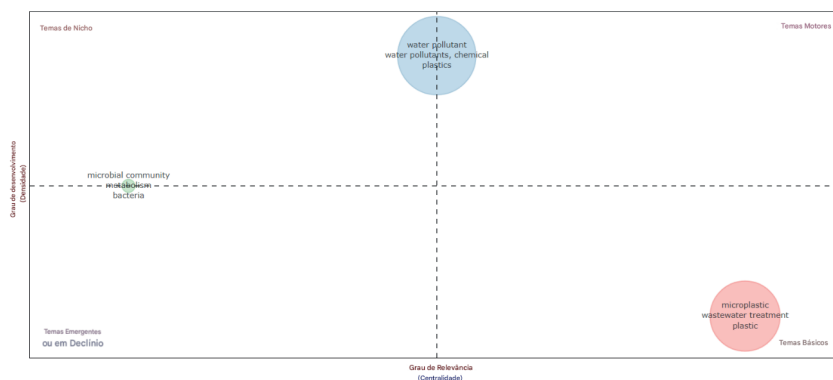 Temas de Nicho
Temas Motores
water pollutant
water pollutants, chemical
plastics
microbial community
metabolism
bacteria
Grau de desenvolvimento
(Densidade)
microplastic
wastewater treatment
plastic
Temas Emergentes
ou em Declínio
Temas Básicos
Grau de Relevância
(Centralidade)